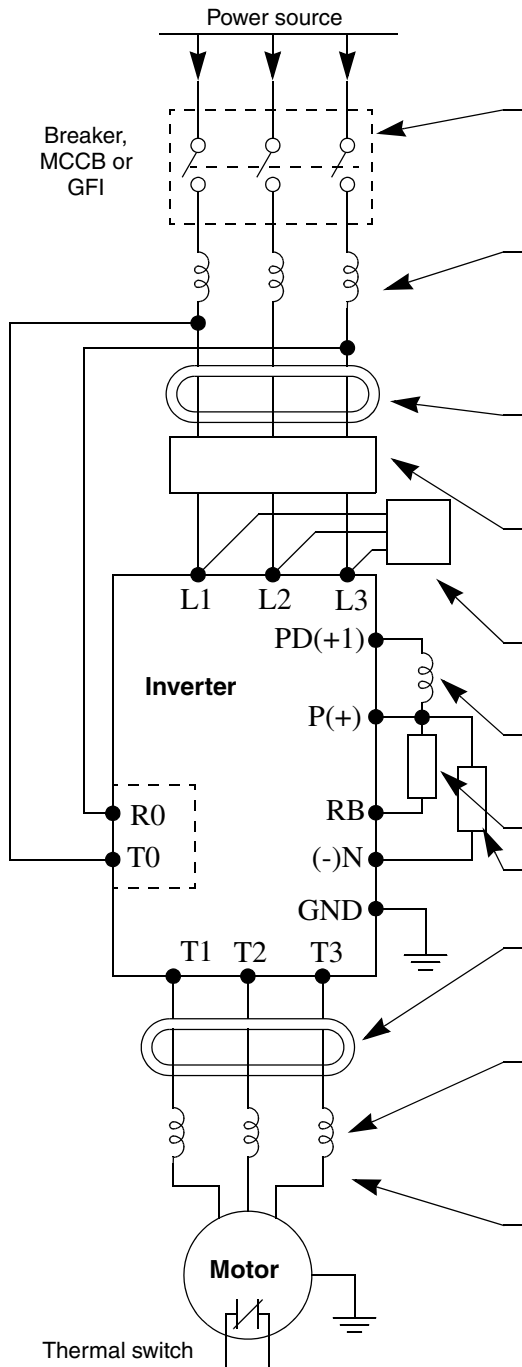 Power source
Breaker,
MCCB or
GFI
L1 L2 L3
PD(+1)
Inverter
P(+)
R0
RB
T0
(-)N
GND
T1 T2 T3
Motor
Thermal switch